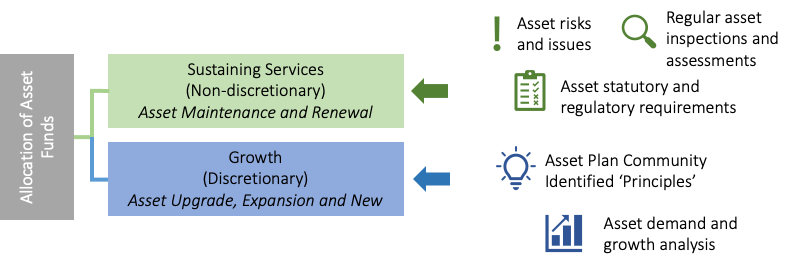 Allocation of Asset
Funds
Sustaining Services
(Non-discretionary)
Asset Maintenance and Renewal
Growth
(Discretionary)
Asset Upgrade, Expansion and New
Asset risks
and issues
Regular asset
inspections and
assessments
Asset statutory and
regulatory requirements
Asset Plan Community
Identified ‘Principles’
Asset demand and
growth analysis